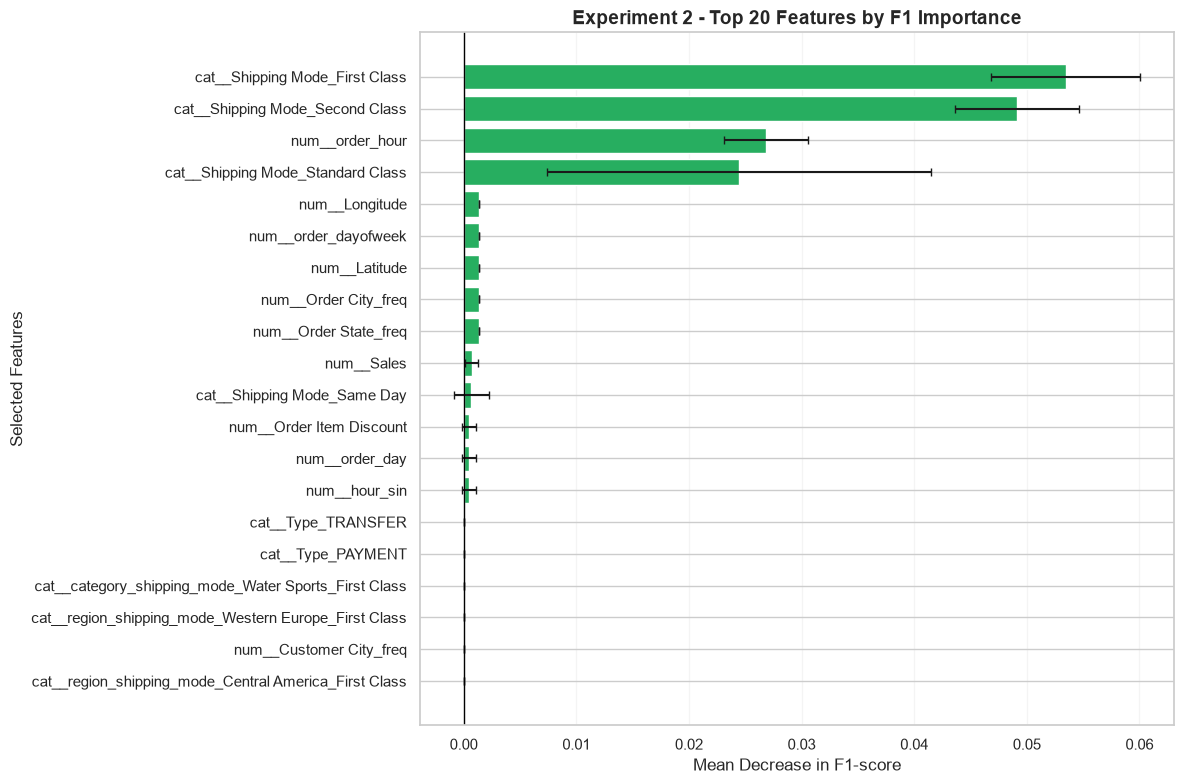 Experiment 2 - Top 20 Features by F1 Importance
Selected Features
cat__Shipping Mode_First Class
cat__Shipping Mode_Second Class
num__order_hour
cat__Shipping Mode_Standard Class
num__Longitude
num__order_dayofweek
num__Latitude
num__Order City_freq
num__Order State_freq
num__Sales
cat__Shipping Mode_Same Day
num__Order Item Discount
num__order_day
num__hour_sin
cat__Type_TRANSFER
cat__Type_PAYMENT
cat__category_shipping_mode_Water Sports_First Class
cat__region_shipping_mode_Western Europe_First Class
num__Customer City_freq
cat__region_shipping_mode_Central America_First Class
0.00 0.01 0.02 0.03 0.04 0.05 0.06
Mean Decrease in F1-score